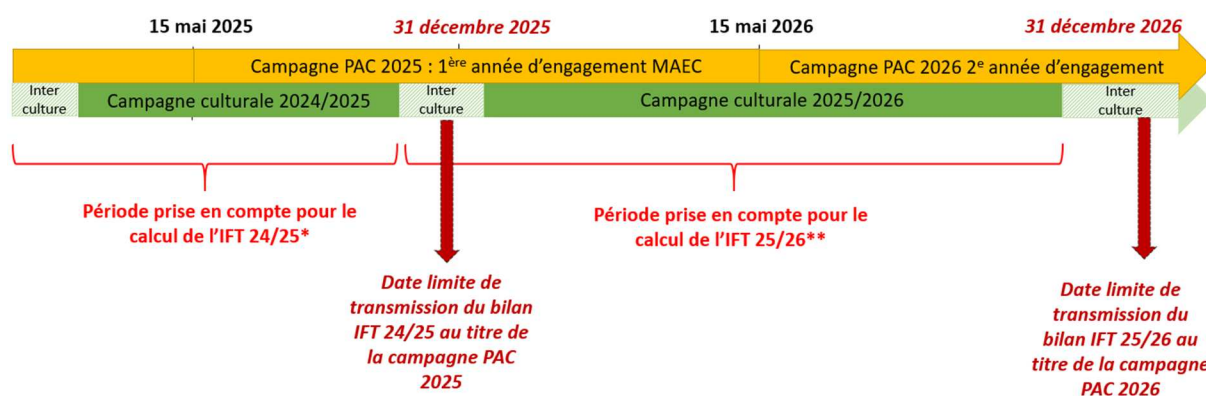 15 mai 2025
31 décembre 2025
15 mai 2026
31 décembre 2026
Campagne PAC 2025 : 1ère année d'engagement MAEC
Campagne PAC 2026 2e année d'engagement
Inter
culture
Campagne culturale 2024/2025
Inter
culture
Campagne culturale 2025/2026
Inter
culture
Période prise en compte pour le
calcul de l'IFT 24/25*
Période prise en compte pour le
calcul de l'IFT 25/26**
Date limite de
transmission du bilan
IFT 24/25 au titre de
la campagne PAC
2025
Date limite de
transmission du
bilan IFT 25/26 au
titre de la campagne
PAC 2026